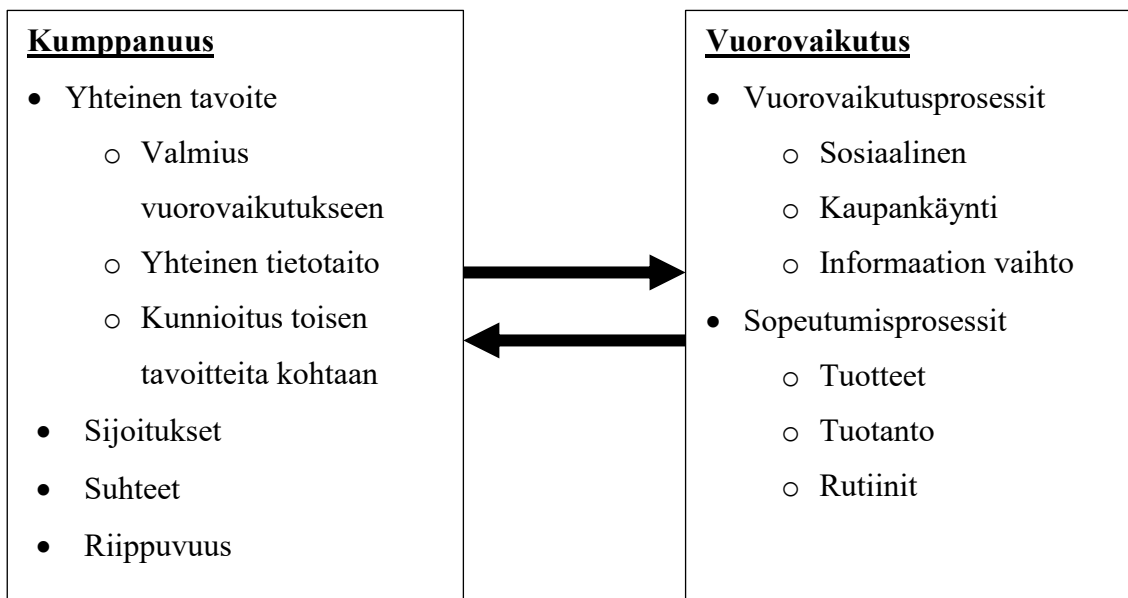 Kumppanuus
• Yhteinen tavoite
o Valmius
vuorovaikutukseen
o Yhteinen tietotaito
o Kunnioitus toisen
tavoitteita kohtaan
• Sijoitukset
• Suhteet
• Riippuvuus
Vuorovaikutus
• Vuorovaikutusprosessit
o Sosiaalinen
o Kaupankäynti
o Informaation vaihto
• Sopeutumisprosessit
o Tuotteet
o Tuotanto
o Rutiinit